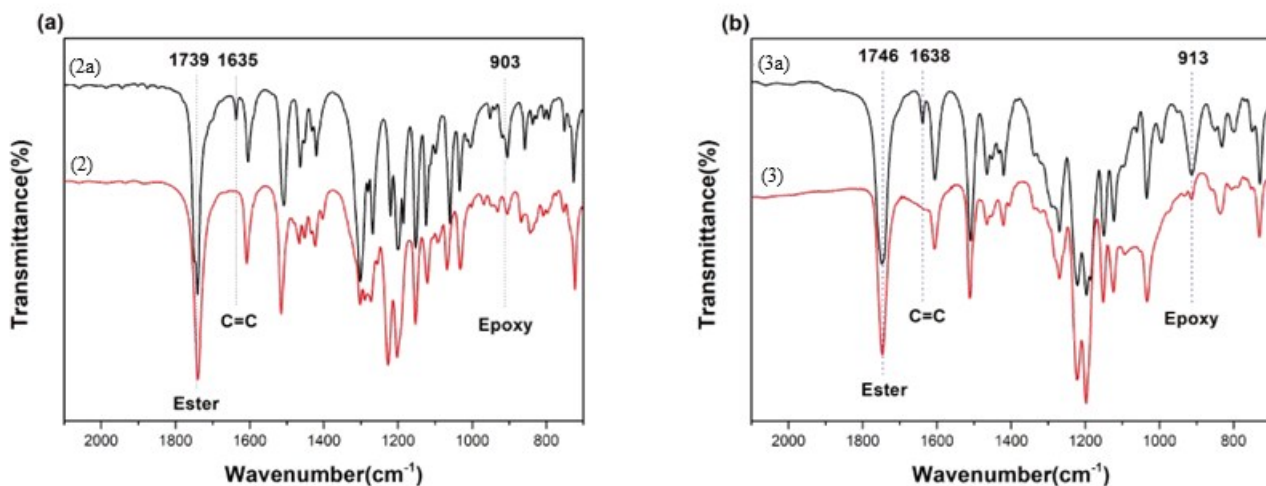 (a)
1739 1635 903
(2a)
(2)
C=C
Epoxy
Ester
Transmittance(%)
2000 1800 1600 1400 1200 1000 800
Wavenumber(cm⁻¹)
(b)
1746 1638 913
(3a)
(3)
C=C
Epoxy
Ester
Transmittance(%)
2000 1800 1600 1400 1200 1000 800
Wavenumber(cm⁻¹)